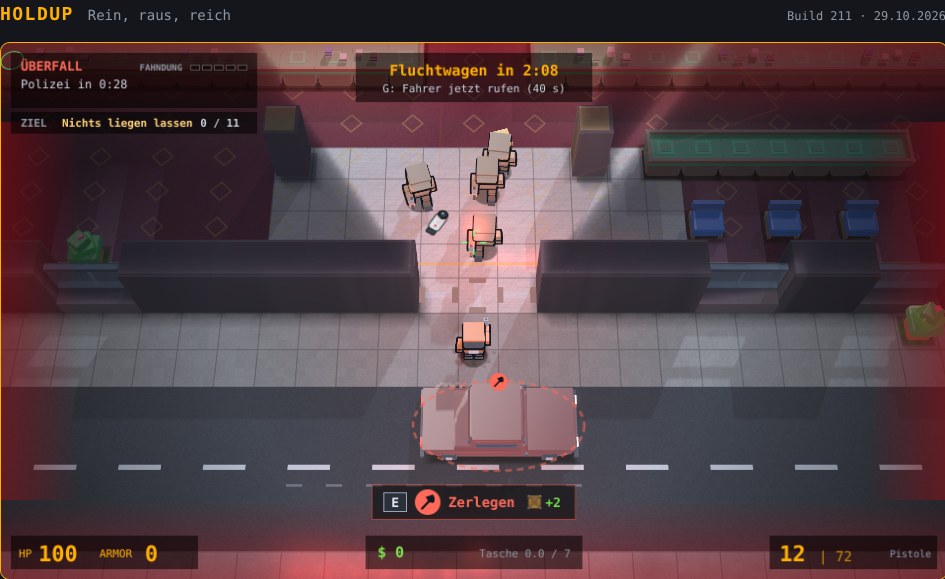 HOLDUP Rein, raus, reich
Build 211 · 29.10.2026
ÜBERFALL FAHNDUNG
Polizei in 0:28
ZIEL Nichts liegen lassen 0 / 11
Fluchtwagen in 2:08
G: Fahrer jetzt rufen (40 s)
E Zerlegen +2
HP 100 ARMOR 0
$ 0 Tasche 0.0 / 7
12 | 72 Pistole